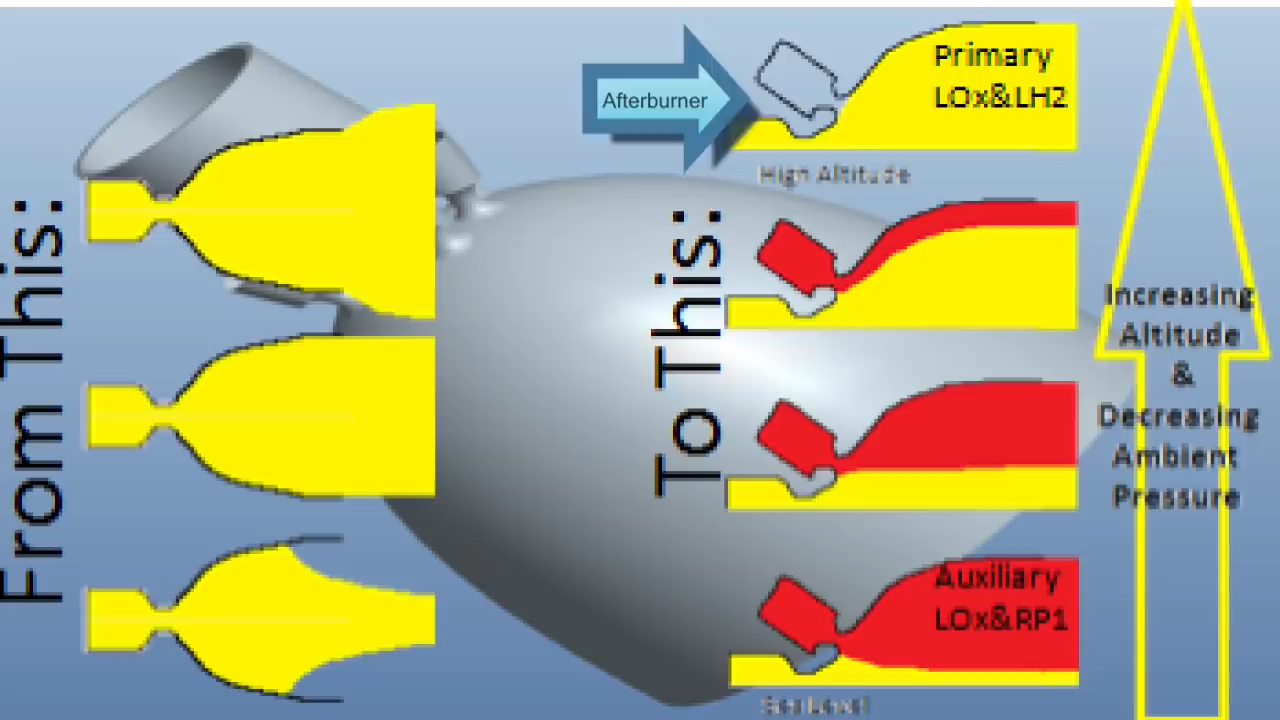 From This:
Afterburner
Primary
LOx&LH2
High Altitude
To This:
Increasing
Altitude
&
Decreasing
Ambient
Pressure
Auxiliary
LOx&RP1
Sea Level